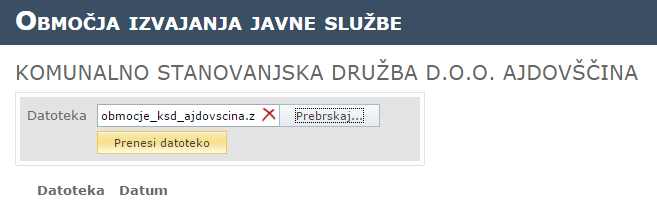 Območja izvajanja javne službe
KOMUNALNO STANOVANJSKA DRUŽBA D.O.O. AJDOVŠČINA
Datoteka obmocje_ksd_ajdovscina.z Prebrskaj...
Prenesi datoteko
Datoteka Datum